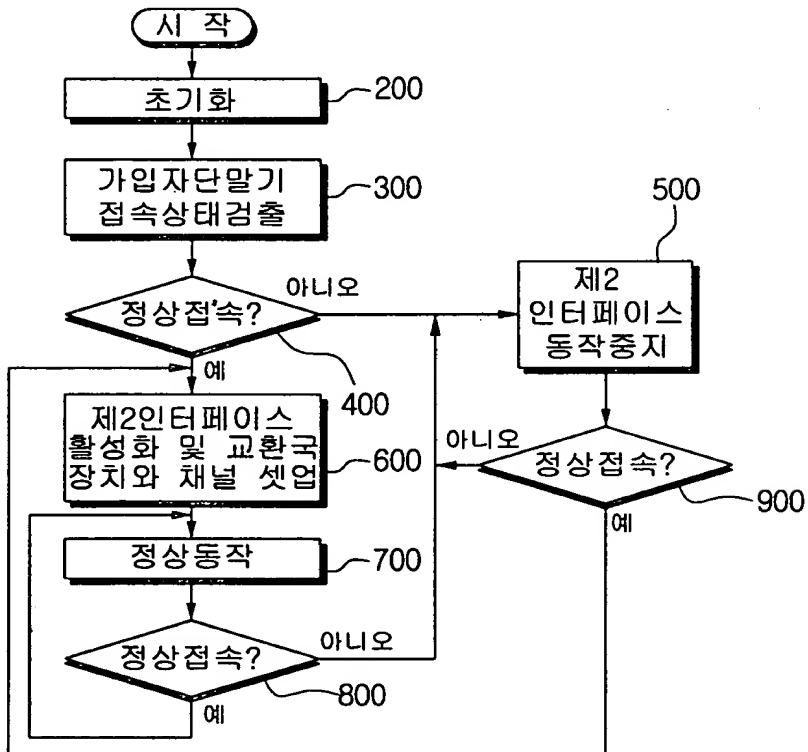 시 작
초기화
200
가입자단말기
접속상태검출
300
정상접속?
아니오
예
400
500
제2
인터페이스
동작중지
제2인터페이스
활성화 및 교환국
장치와 채널 셋업
600
아니오
정상접속?
예
900
정상동작
700
정상접속?
아니오
예
800